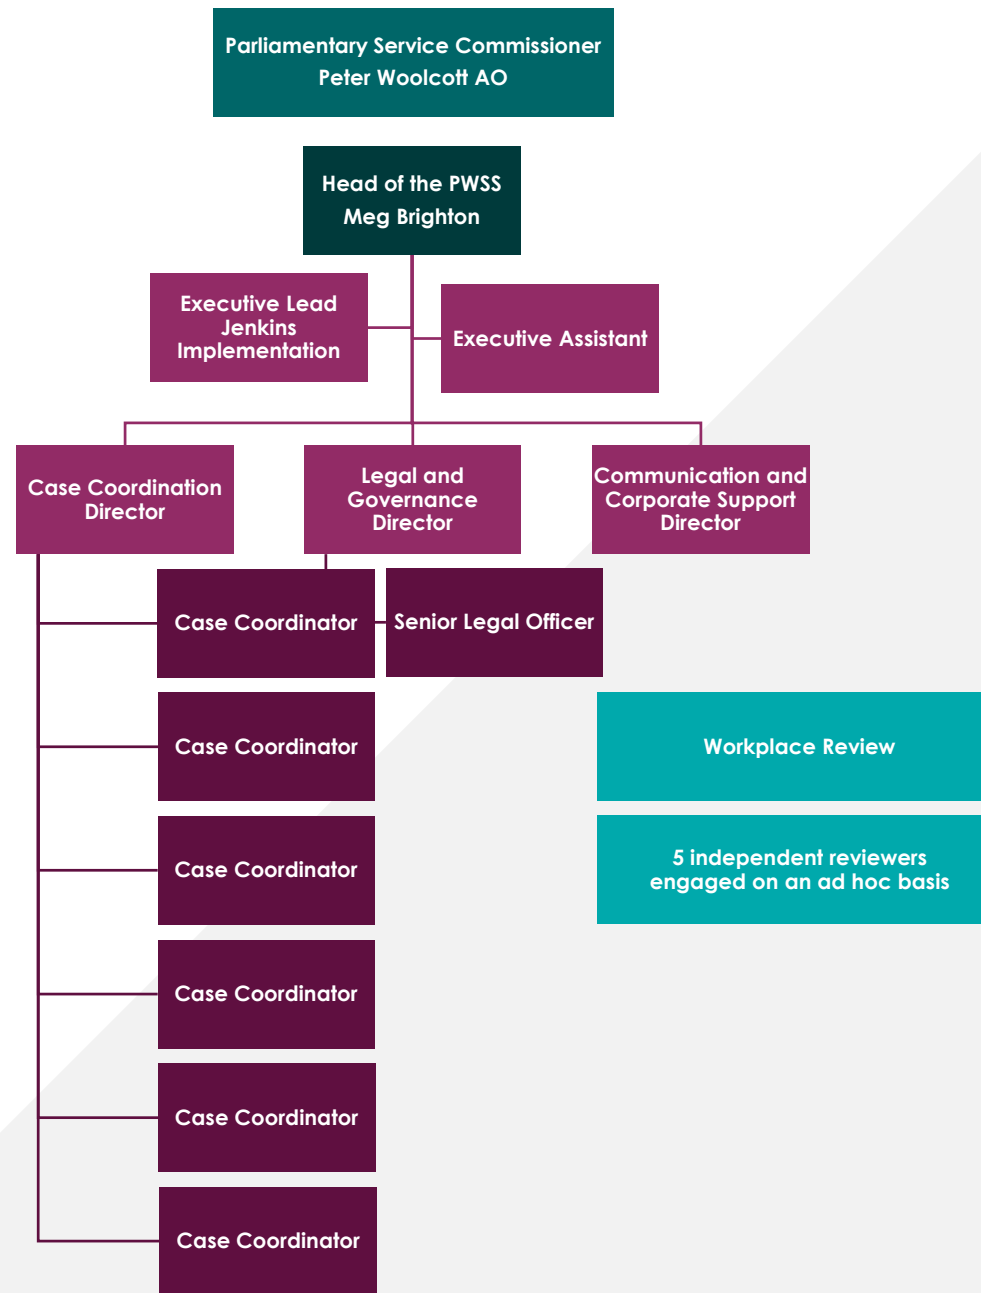 Parliamentary Service Commissioner
Peter Woolcott AO
Head of the PWSS
Meg Brighton
Executive Lead
Jenkins
Implementation
Executive Assistant
Case Coordination
Director
Legal and
Governance
Director
Communication and
Corporate Support
Director
Case Coordinator
Senior Legal Officer
Case Coordinator
Workplace Review
Case Coordinator
5 independent reviewers
engaged on an ad hoc basis
Case Coordinator
Case Coordinator
Case Coordinator